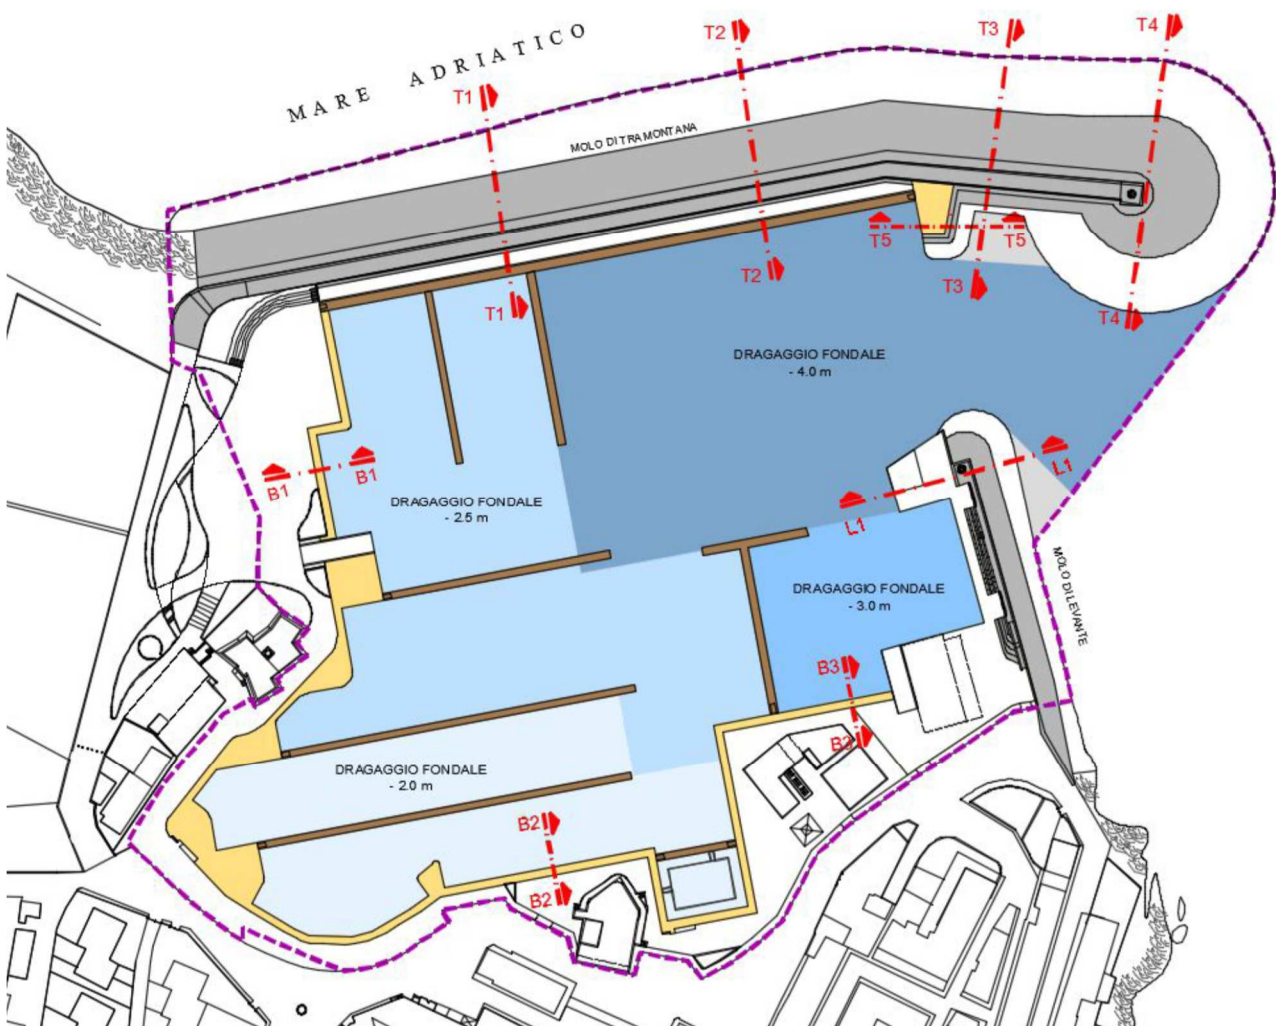 MARE ADRIATICO
T1
T2
T3
T4
MOLO DI TRAMONTANA
T5
T5
T2
T3
T1
T4
DRAGAGGIO FONDALE
- 4.0 m
B1
B1
L1
L1
DRAGAGGIO FONDALE
- 2.5 m
DRAGAGGIO FONDALE
- 3.0 m
MOLO DI LEVANTE
B3
B3
DRAGAGGIO FONDALE
- 2.0 m
B2
B2